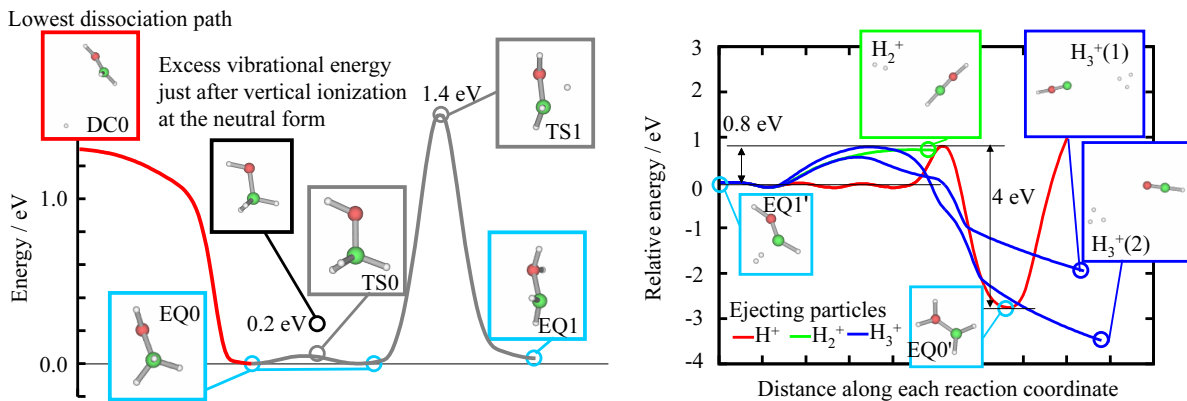 Lowest dissociation path
DC0
Excess vibrational energy
just after vertical ionization
at the neutral form
1.4 eV
TS1
1.0
Energy / eV
TS0
EQ0
0.2 eV
EQ1
0.0
3
2
1
0
-1
-2
-3
-4
Relative energy / eV
H₂⁺
H₃⁺(1)
0.8 eV
EQ1'
4 eV
H₃⁺(2)
Ejecting particles
H⁺ H₂⁺ H₃⁺
EQ0'
Distance along each reaction coordinate